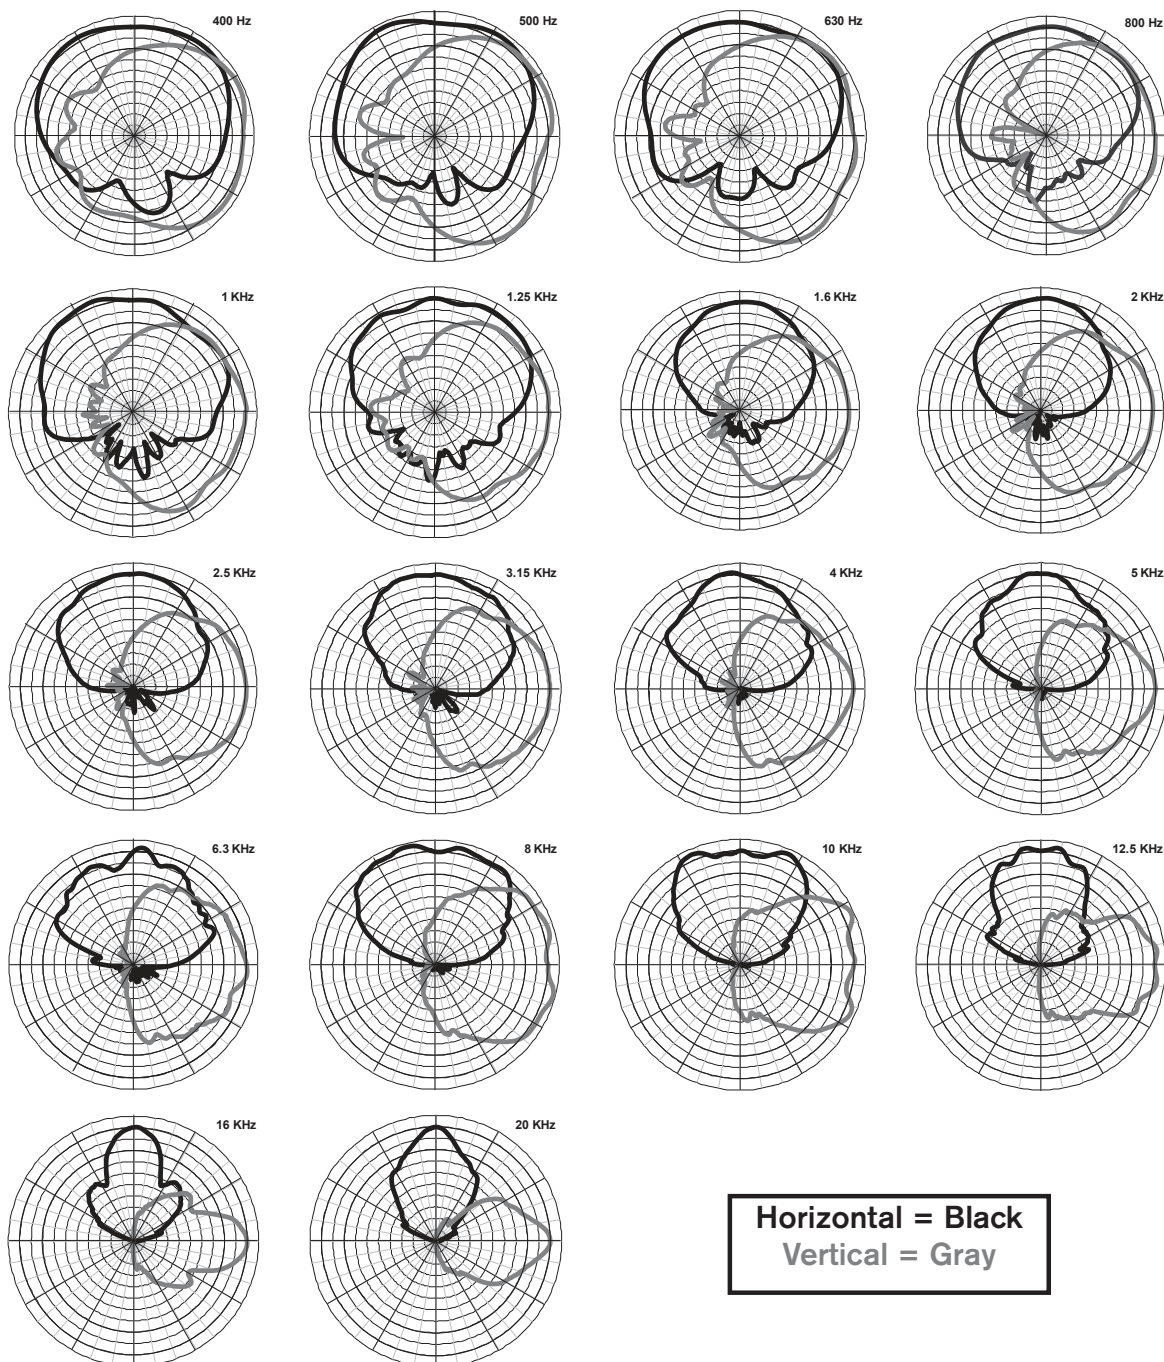 400 Hz
500 Hz
630 Hz
800 Hz
1 KHz
1.25 KHz
1.6 KHz
2 KHz
2.5 KHz
3.15 KHz
4 KHz
5 KHz
6.3 KHz
8 KHz
10 KHz
12.5 KHz
16 KHz
20 KHz
Horizontal = Black
Vertical = Gray